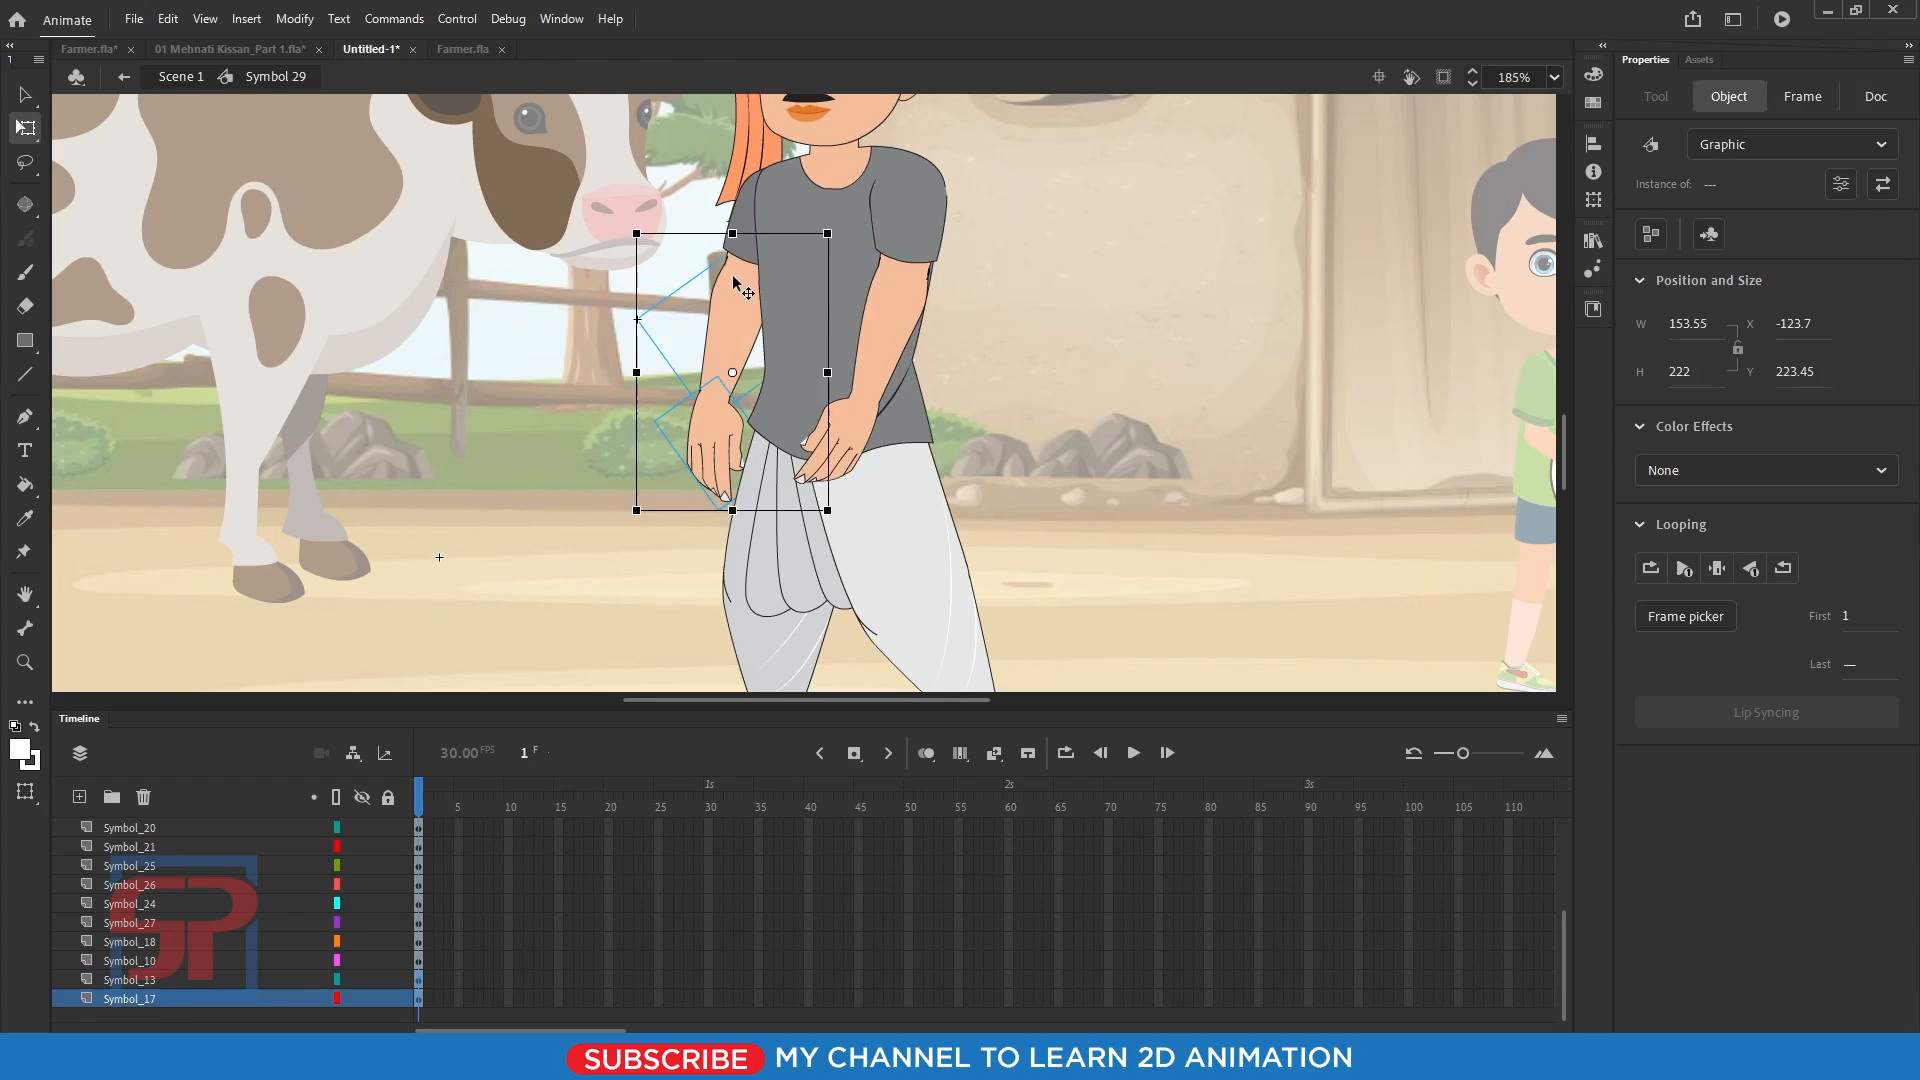 Animate
File Edit View Insert Modify Text Commands Control Debug Window Help
Farmer.fla* 01 Mehnati Kissan_Part 1.fla* Untitled-1* Farmer.fla
1
Scene 1 Symbol 29 185%
Properties Assets
Tool Object Frame Doc
Graphic
Instance of: ---
Position and Size
W 153.55 X -123.7
H 222 Y 223.45
Color Effects
None
Looping
Frame picker First 1
Last —
Lip Syncing
Timeline
30.00 FPS 1 F
1s 2s 3s
5 10 15 20 25 30 35 40 45 50 55 60 65 70 75 80 85 90 95 100 105 110
Symbol_20
Symbol_21
Symbol_25
Symbol_26
Symbol_24
Symbol_27
Symbol_18
Symbol_10
Symbol_13
Symbol_17
SUBSCRIBE MY CHANNEL TO LEARN 2D ANIMATION